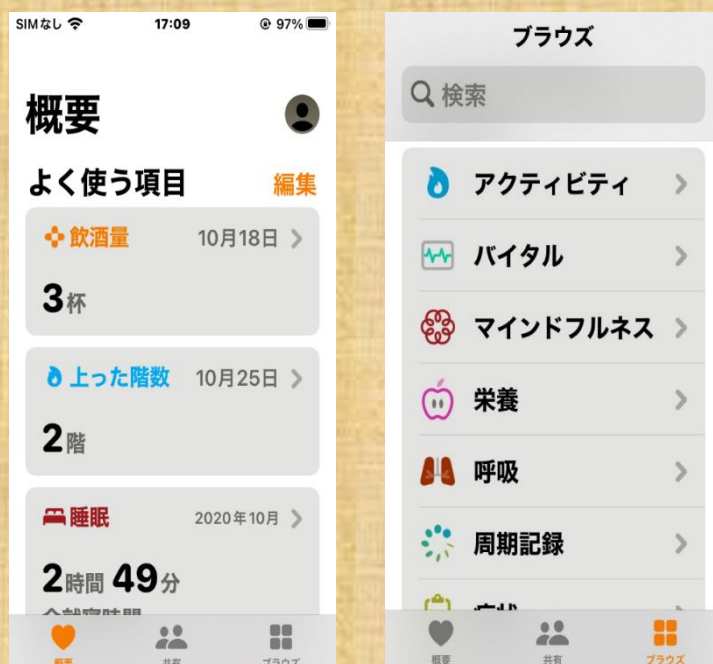 SIMなし 17:09 97%
概要
よく使う項目 編集
飲酒量 10月18日
3杯
上った階数 10月25日
2階
睡眠 2020年10月
2時間 49分
概要 共有 ブラウズ
ブラウズ
検索
アクティビティ
バイタル
マインドフルネス
栄養
呼吸
周期記録
概要 共有 ブラウズ